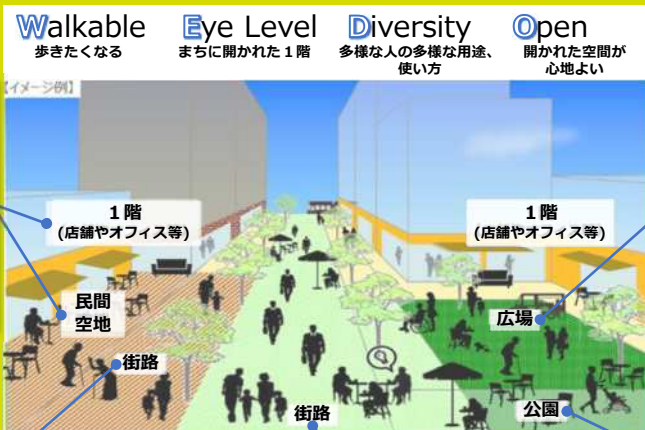 Walkable
歩きたくなる
Eye Level
まちに開かれた１階
Diversity
多様な人の多様な用途、
使い方
Open
開かれた空間が
心地よい
【イメージ例】
１階
(店舗やオフィス等)
１階
(店舗やオフィス等)
民間
空地
広場
街路
街路
公園